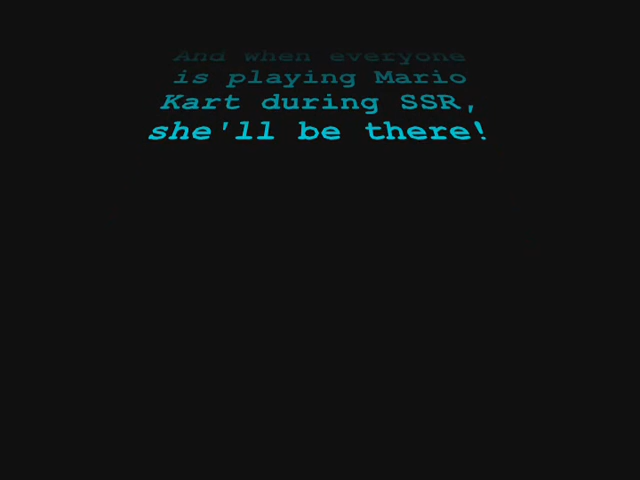 And when everyone
is playing Mario
Kart during SSR,
she'll be there!